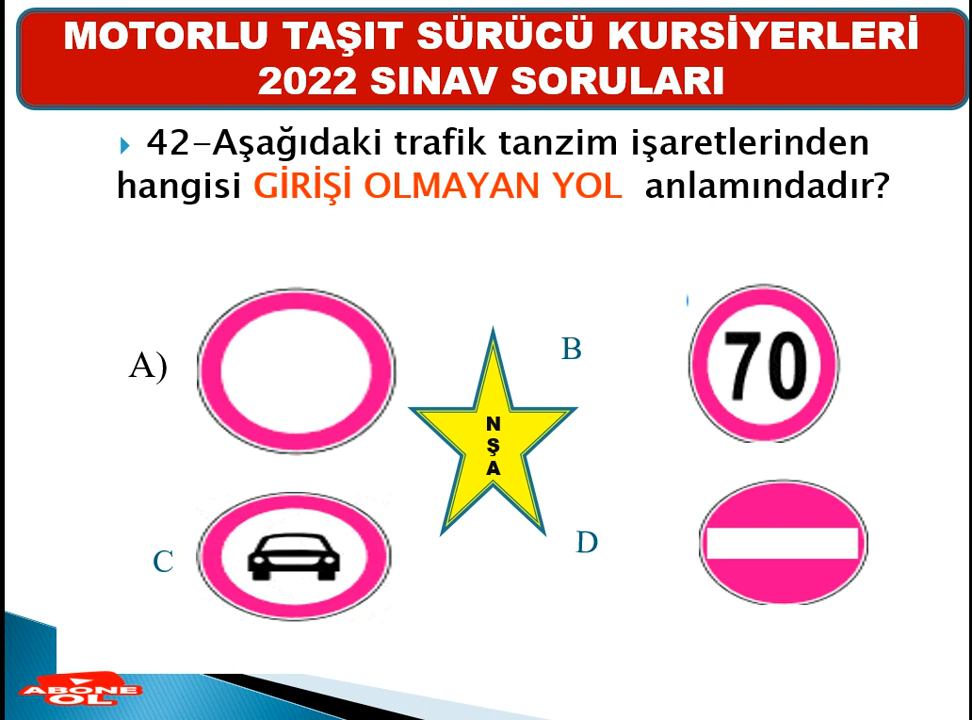 MOTORLU TAŞIT SÜRÜCÜ KURSİYERLERİ
2022 SINAV SORULARI
42-Aşağıdaki trafik tanzim işaretlerinden
hangisi GİRİŞİ OLMAYAN YOL anlamındadır?
A)
B
70
N
Ş
A
C
D
ABONE
OL